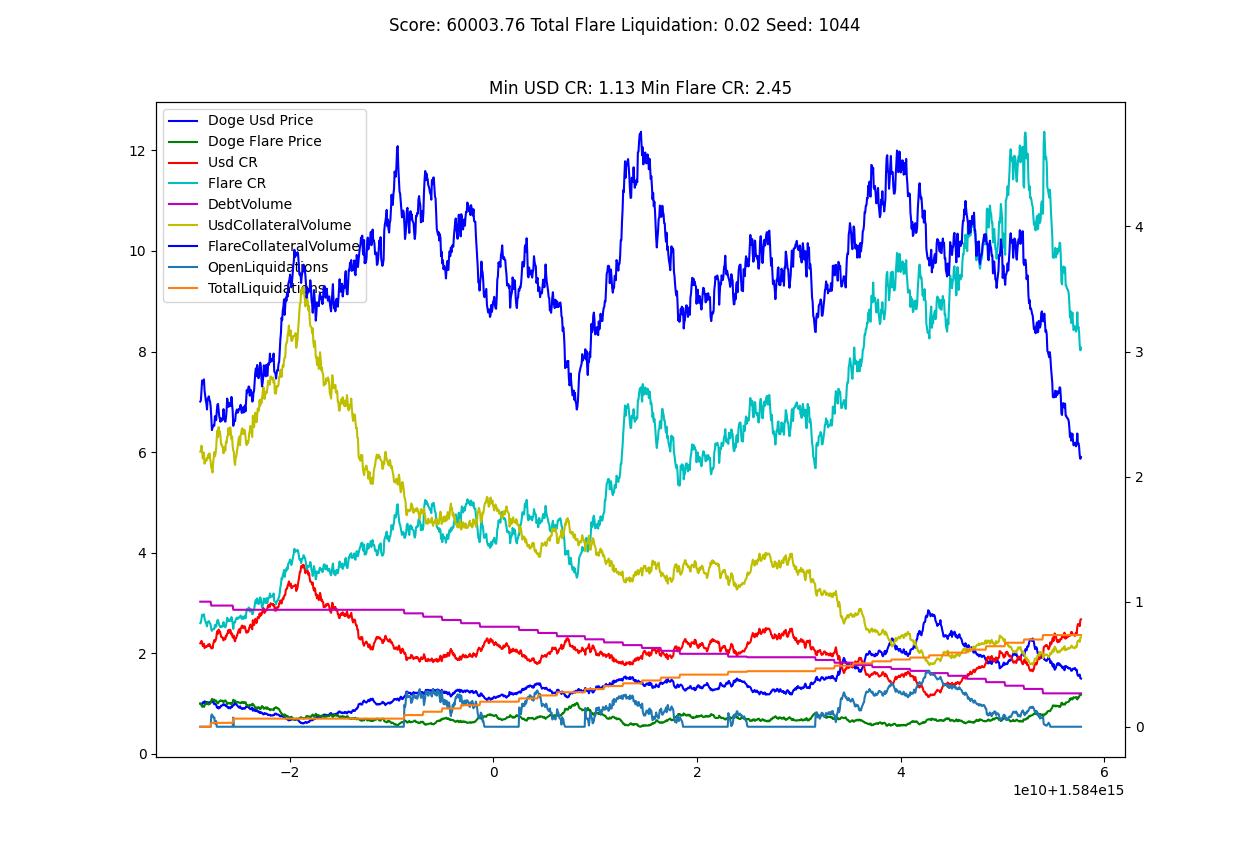 Score: 60003.76 Total Flare Liquidation: 0.02 Seed: 1044
Min USD CR: 1.13 Min Flare CR: 2.45
Doge Usd Price
Doge Flare Price
Usd CR
Flare CR
DebtVolume
UsdCollateralVolume
FlareCollateralVolume
OpenLiquidations
TotalLiquidations
12
10
8
6
4
2
0
4
3
2
1
0
−2 0 2 4 6
1e10+1.584e15